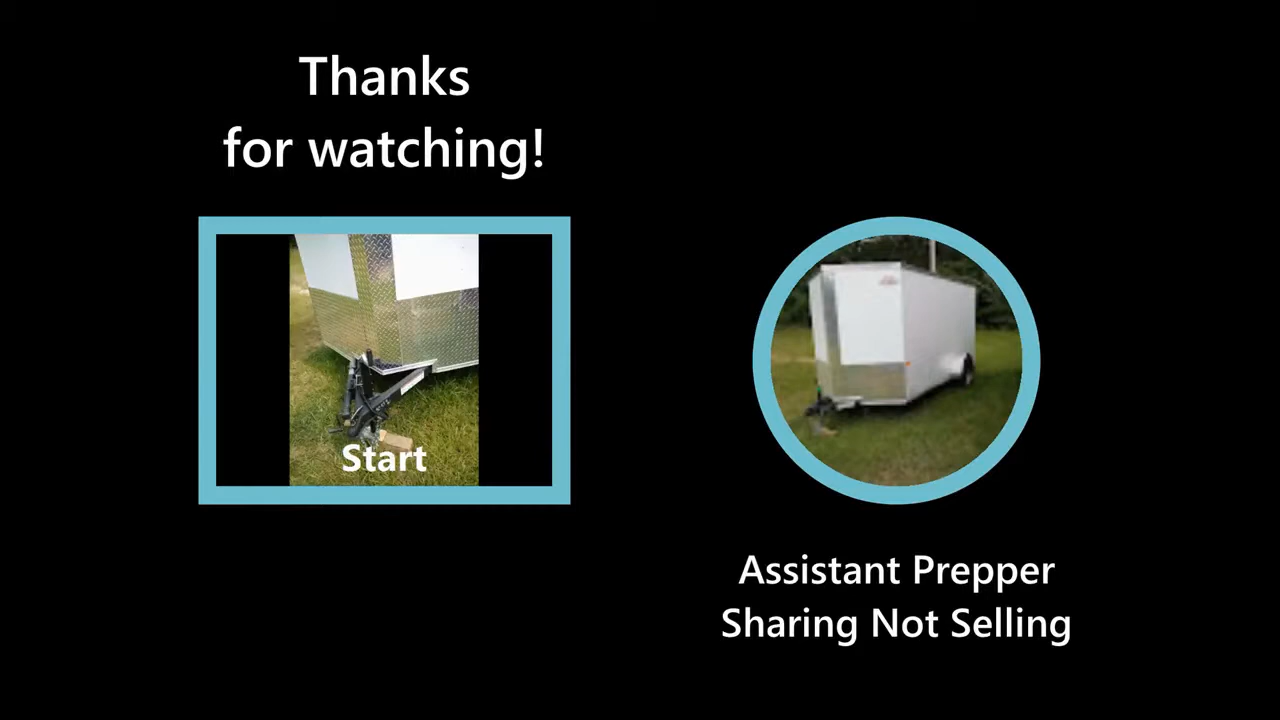 Thanks
for watching!
Start
Assistant Prepper
Sharing Not Selling